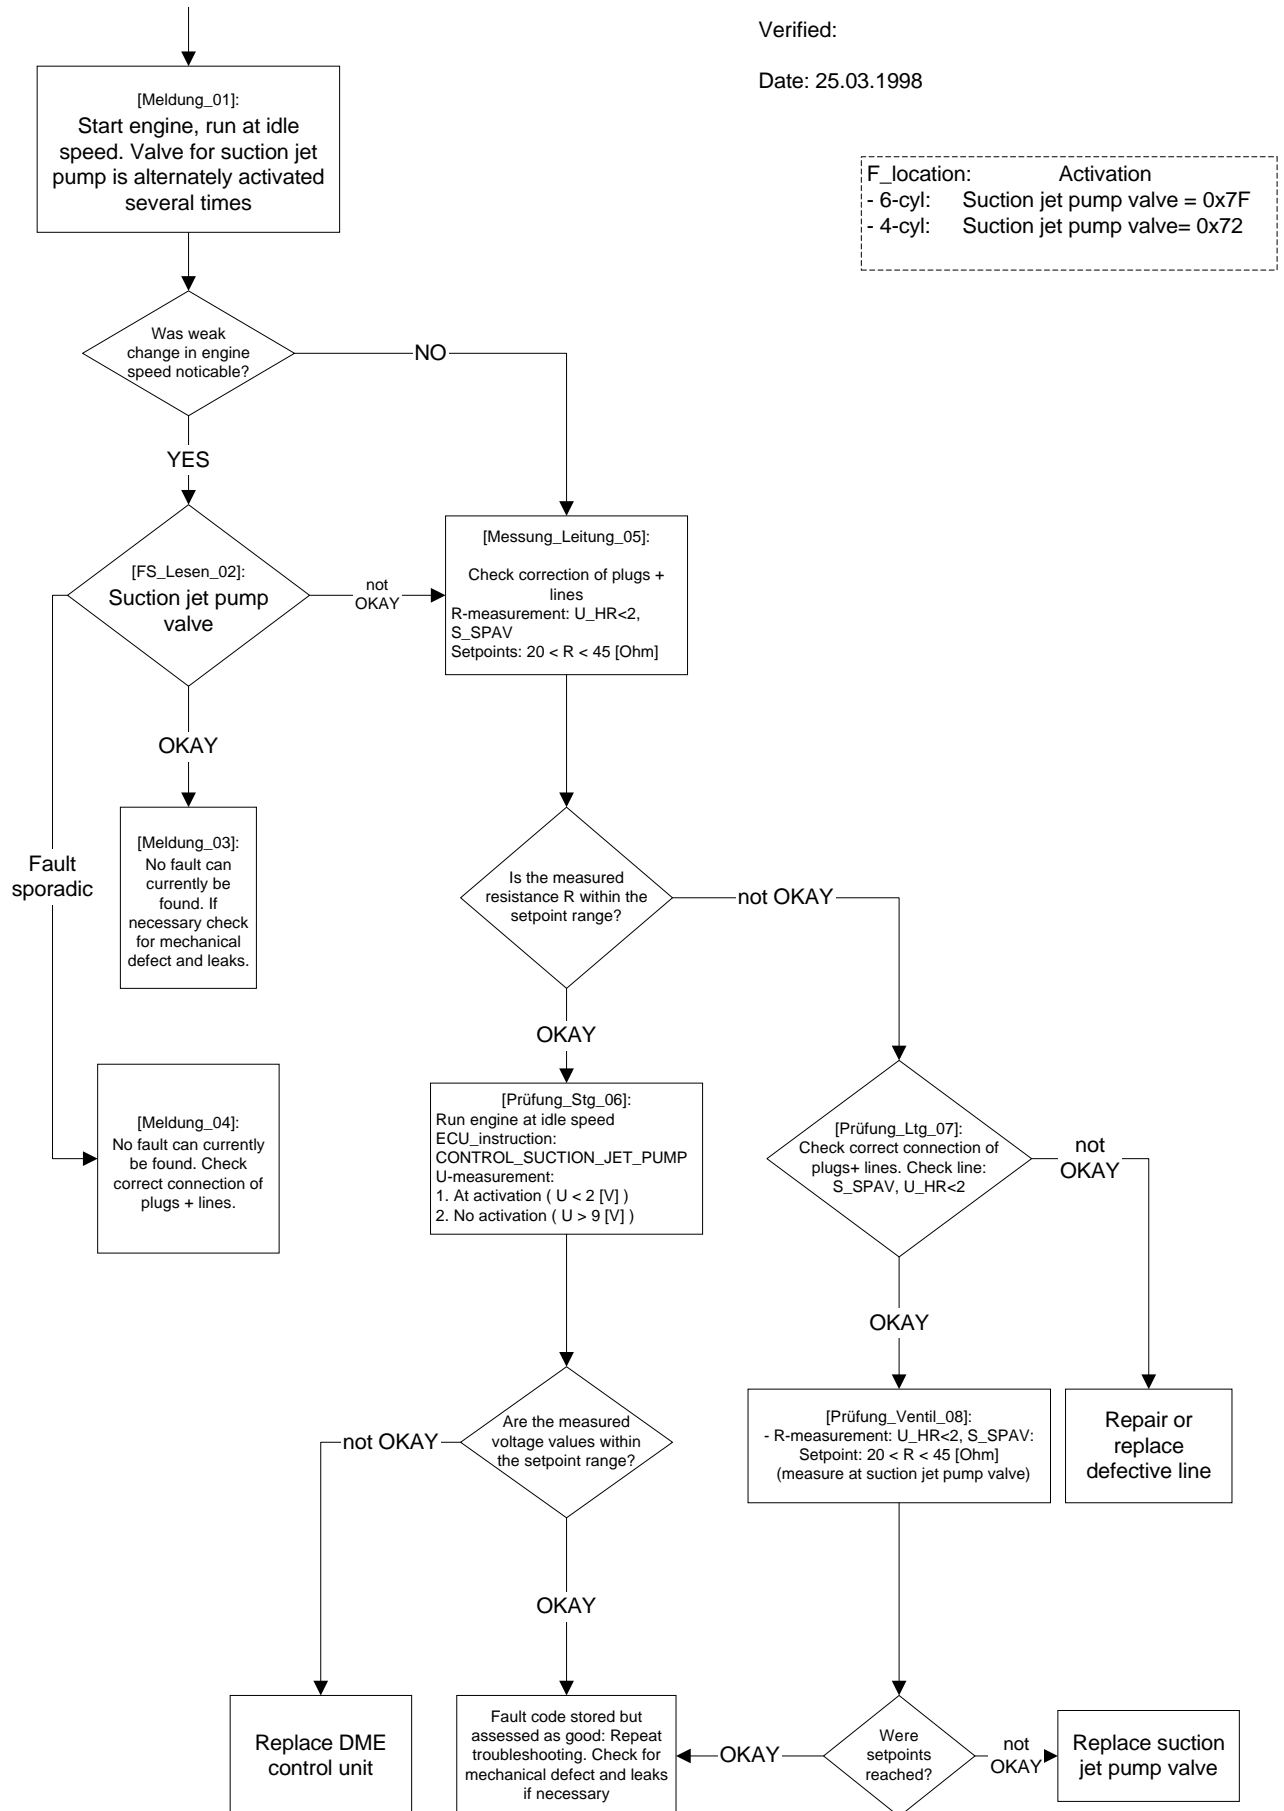 Verified:
Date: 25.03.1998
[Meldung_01]:
Start engine, run at idle
speed. Valve for suction jet
pump is alternately activated
several times
F_location: Activation
- 6-cyl: Suction jet pump valve = 0x7F
- 4-cyl: Suction jet pump valve= 0x72
Was weak
change in engine
speed noticable?
NO
YES
[FS_Lesen_02]:
Suction jet pump
valve
not
OKAY
[Messung_Leitung_05]:
Check correction of plugs +
lines
R-measurement: U_HR<2,
S_SPAV
Setpoints: 20 < R < 45 [Ohm]
OKAY
Fault
sporadic
[Meldung_03]:
No fault can
currently be
found. If
necessary check
for mechanical
defect and leaks.
Is the measured
resistance R within the
setpoint range?
not OKAY
OKAY
[Meldung_04]:
No fault can currently
be found. Check
correct connection of
plugs + lines.
[Prüfung_Stg_06]:
Run engine at idle speed
ECU_instruction:
CONTROL_SUCTION_JET_PUMP
U-measurement:
1. At activation ( U < 2 [V] )
2. No activation ( U > 9 [V] )
[Prüfung_Ltg_07]:
Check correct connection of
plugs+ lines. Check line:
S_SPAV, U_HR<2
not
OKAY
OKAY
Are the measured
voltage values within
the setpoint range?
not OKAY
[Prüfung_Ventil_08]:
- R-measurement: U_HR<2, S_SPAV:
Setpoint: 20 < R < 45 [Ohm]
(measure at suction jet pump valve)
Repair or
replace
defective line
OKAY
Replace DME
control unit
Fault code stored but
assessed as good: Repeat
troubleshooting. Check for
mechanical defect and leaks
if necessary
OKAY
Were
setpoints
reached?
not
OKAY
Replace suction
jet pump valve